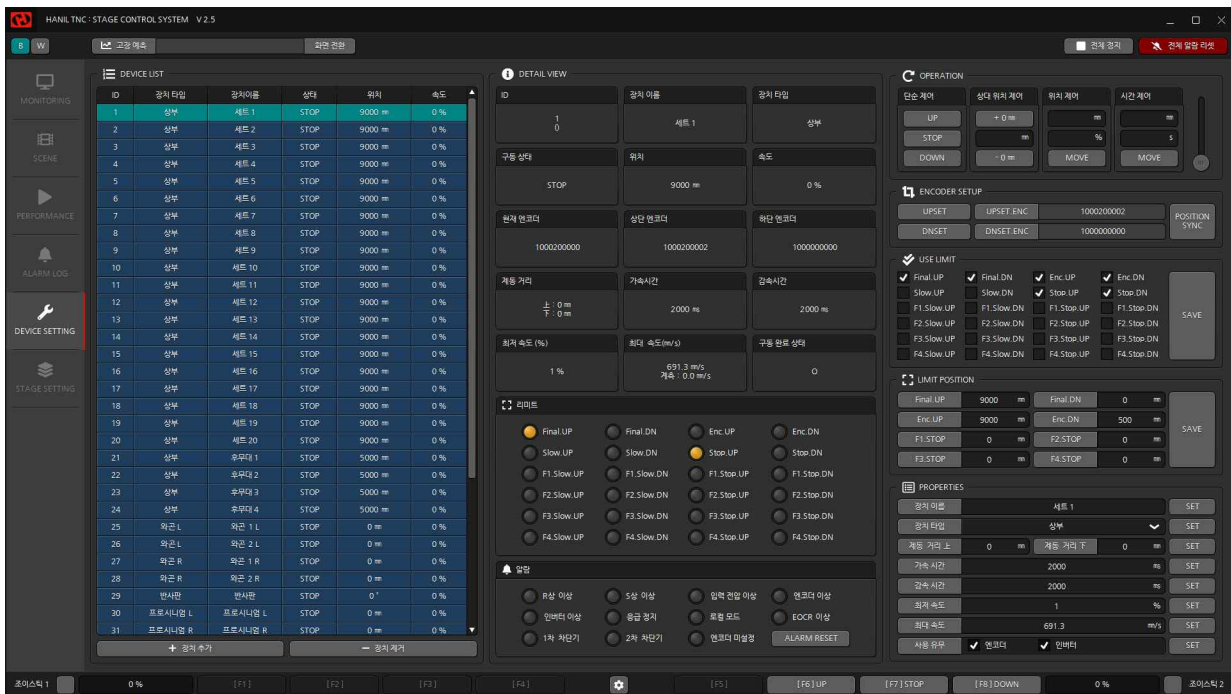 HANIL TNC : STAGE CONTROL SYSTEM V 2.5
B W 고장 예측 화면 전환 전체 정지 전체 알람 리셋
MONITORING
SCENE
PERFORMANCE
ALARM LOG
DEVICE SETTING
STAGE SETTING
DEVICE LIST
ID 장치 타입 장치이름 상태 위치 속도
1 상부 세트 1 STOP 9000 ㎜ 0 %
2 상부 세트 2 STOP 9000 ㎜ 0 %
3 상부 세트 3 STOP 9000 ㎜ 0 %
4 상부 세트 4 STOP 9000 ㎜ 0 %
5 상부 세트 5 STOP 9000 ㎜ 0 %
6 상부 세트 6 STOP 9000 ㎜ 0 %
7 상부 세트 7 STOP 9000 ㎜ 0 %
8 상부 세트 8 STOP 9000 ㎜ 0 %
9 상부 세트 9 STOP 9000 ㎜ 0 %
10 상부 세트 10 STOP 9000 ㎜ 0 %
11 상부 세트 11 STOP 9000 ㎜ 0 %
12 상부 세트 12 STOP 9000 ㎜ 0 %
13 상부 세트 13 STOP 9000 ㎜ 0 %
14 상부 세트 14 STOP 9000 ㎜ 0 %
15 상부 세트 15 STOP 9000 ㎜ 0 %
16 상부 세트 16 STOP 9000 ㎜ 0 %
17 상부 세트 17 STOP 9000 ㎜ 0 %
18 상부 세트 18 STOP 9000 ㎜ 0 %
19 상부 세트 19 STOP 9000 ㎜ 0 %
20 상부 세트 20 STOP 9000 ㎜ 0 %
21 상부 후무대 1 STOP 5000 ㎜ 0 %
22 상부 후무대 2 STOP 5000 ㎜ 0 %
23 상부 후무대 3 STOP 5000 ㎜ 0 %
24 상부 후무대 4 STOP 5000 ㎜ 0 %
25 와곤 L 와곤 1 L STOP 0 ㎜ 0 %
26 와곤 L 와곤 2 L STOP 0 ㎜ 0 %
27 와곤 R 와곤 1 R STOP 0 ㎜ 0 %
28 와곤 R 와곤 2 R STOP 0 ㎜ 0 %
29 반사판 반사판 STOP 0 ° 0 %
30 프로시니엄 L 프로시니엄 L STOP 0 ㎜ 0 %
31 프로시니엄 R 프로시니엄 R STOP 0 ㎜ 0 %
+ 장치 추가 − 장치 제거
DETAIL VIEW
ID 장치 이름 장치 타입
1
0
세트 1 상부
구동 상태 위치 속도
STOP 9000 ㎜ 0 %
현재 엔코더 상단 엔코더 하단 엔코더
1000200000 1000200002 1000000000
제동 거리 가속시간 감속시간
上 : 0 ㎜
下 : 0 ㎜
2000 ㎳ 2000 ㎳
최저 속도 (%) 최대 속도(m/s) 구동 완료 상태
1 %
691.3 m/s
계측 : 0.0 m/s
O
리미트
Final.UP Final.DN Enc.UP Enc.DN
Slow.UP Slow.DN Stop.UP Stop.DN
F1.Slow.UP F1.Slow.DN F1.Stop.UP F1.Stop.DN
F2.Slow.UP F2.Slow.DN F2.Stop.UP F2.Stop.DN
F3.Slow.UP F3.Slow.DN F3.Stop.UP F3.Stop.DN
F4.Slow.UP F4.Slow.DN F4.Stop.UP F4.Stop.DN
알람
R상 이상 S상 이상 입력 전압 이상 엔코더 이상
인버터 이상 응급 정지 로컬 모드 EOCR 이상
1차 차단기 2차 차단기 엔코더 미설정 ALARM RESET
OPERATION
단순 제어 상대 위치 제어 위치 제어 시간 제어
UP + 0 ㎜ ㎜ ㎜
STOP ㎜ % s
DOWN - 0 ㎜ MOVE MOVE
ENCODER SETUP
UPSET UPSET.ENC 1000200002
DNSET DNSET.ENC 1000000000
POSITION
SYNC
USE LIMIT
Final.UP Final.DN Enc.UP Enc.DN
Slow.UP Slow.DN Stop.UP Stop.DN
F1.Slow.UP F1.Slow.DN F1.Stop.UP F1.Stop.DN
F2.Slow.UP F2.Slow.DN F2.Stop.UP F2.Stop.DN
F3.Slow.UP F3.Slow.DN F3.Stop.UP F3.Stop.DN
F4.Slow.UP F4.Slow.DN F4.Stop.UP F4.Stop.DN
SAVE
LIMIT POSITION
Final.UP 9000 ㎜ Final.DN 0 ㎜
Enc.UP 9000 ㎜ Enc.DN 500 ㎜
F1.STOP 0 ㎜ F2.STOP 0 ㎜
F3.STOP 0 ㎜ F4.STOP 0 ㎜
SAVE
PROPERTIES
장치 이름 세트 1 SET
장치 타입 상부 SET
제동 거리 上 0 ㎜ 제동 거리 下 0 ㎜ SET
가속 시간 2000 ㎳ SET
감속 시간 2000 ㎳ SET
최저 속도 1 % SET
최대 속도 691.3 m/s SET
사용 유무 엔코더 인버터 SET
조이스틱 1 0 % [F1] [F2] [F3] [F4] [F5] [F6] UP [F7] STOP [F8] DOWN 0 % 조이스틱 2